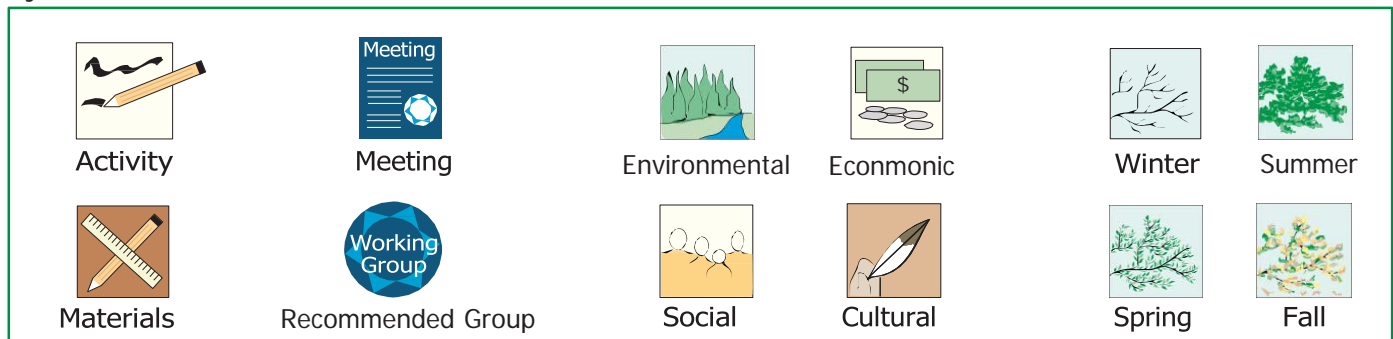 Meeting
$
Activity
Meeting
Environmental
Econmonic
Winter
Summer
Working
Group
Materials
Recommended Group
Social
Cultural
Spring
Fall